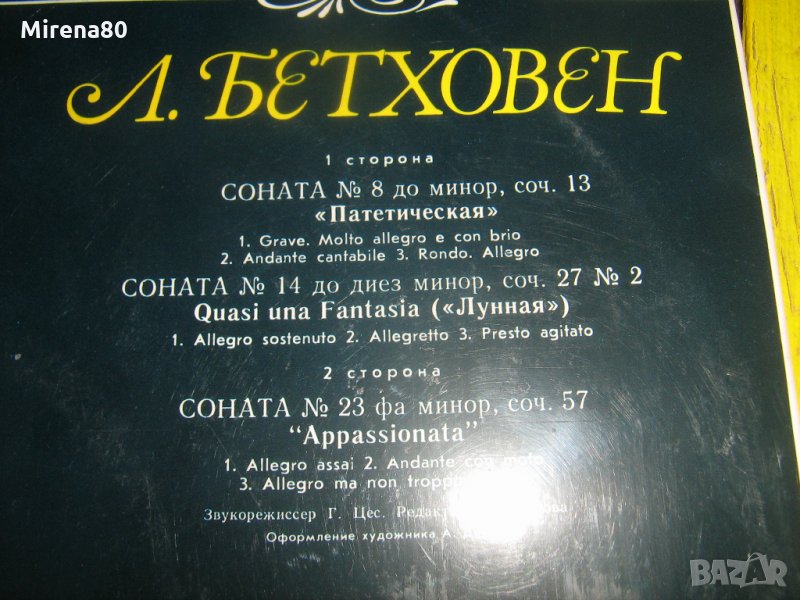 Mirena80
Л. БЕТХОВЕН
1 сторона
СОНАТА № 8 до минор, соч. 13
«Патетическая»
1. Grave. Molto allegro e con brio
2. Andante cantabile 3. Rondo. Allegro
СОНАТА № 14 до диез минор, соч. 27 № 2
Quasi una Fantasia («Лунная»)
1. Allegro sostenuto 2. Allegretto 3. Presto agitato
2 сторона
СОНАТА № 23 фа минор, соч. 57
“Appassionata”
1. Allegro assai 2. Andante con moto
3. Allegro ma non
Звукорежиссер Г. Цес.
Оформление художника А.
BAZAR